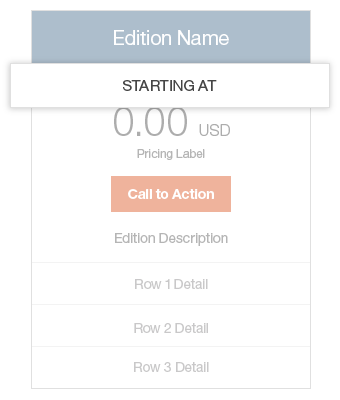 Edition Name
STARTING AT
0.00 USD
Pricing Label
Call to Action
Edition Description
Row 1 Detail
Row 2 Detail
Row 3 Detail